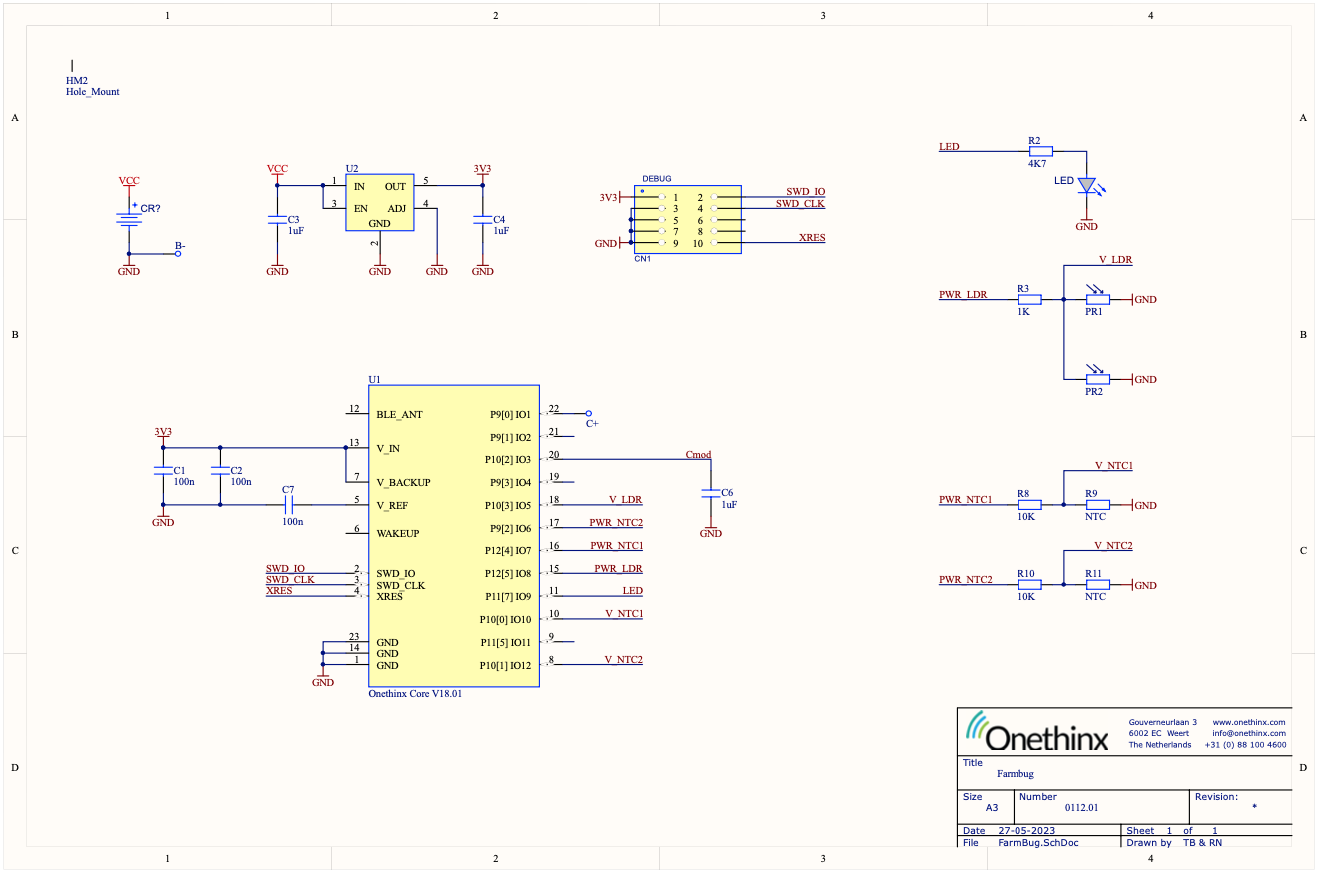 1 2 3 4
HM2
Hole_Mount
A A
VCC
+ CR?
B-
GND
VCC
C3
1uF
GND
U2
1 IN OUT 5
3 EN ADJ 4
GND
2
GND
GND
3V3
C4
1uF
GND
DEBUG
3V3 1 2 SWD_IO
3 4 SWD_CLK
5 6
7 8
GND 9 10 XRES
CN1
LED
R2
4K7
LED
GND
V_LDR
PWR_LDR
R3
1K
PR1
GND
B B
PR2
GND
U1
12 BLE_ANT P9[0] IO1 22
C+
P9[1] IO2 21
3V3
13 V_IN P10[2] IO3 20 Cmod
C1
100n
C2
100n
7 V_BACKUP P9[3] IO4 19
C6
1uF
GND
C7
100n
5 V_REF P10[3] IO5 18 V_LDR
GND
P9[2] IO6 17 PWR_NTC2
6 WAKEUP
P12[4] IO7 16 PWR_NTC1
SWD_IO 2 SWD_IO P12[5] IO8 15 PWR_LDR
SWD_CLK 3 SWD_CLK
XRES 4 XRES P11[7] IO9 11 LED
P10[0] IO10 10 V_NTC1
23 GND P11[5] IO11 9
14 GND
1 GND P10[1] IO12 8 V_NTC2
GND
Onethinx Core V18.01
V_NTC1
PWR_NTC1
R8
10K
R9
NTC
GND
C C
V_NTC2
PWR_NTC2
R10
10K
R11
NTC
GND
Onethinx
Gouverneurlaan 3 www.onethinx.com
6002 EC Weert info@onethinx.com
The Netherlands +31 (0) 88 100 4600
D D
Title
Farmbug
Size Number Revision:
A3 0112.01 *
Date 27-05-2023 Sheet 1 of 1
File FarmBug.SchDoc Drawn by TB & RN
1 2 3 4